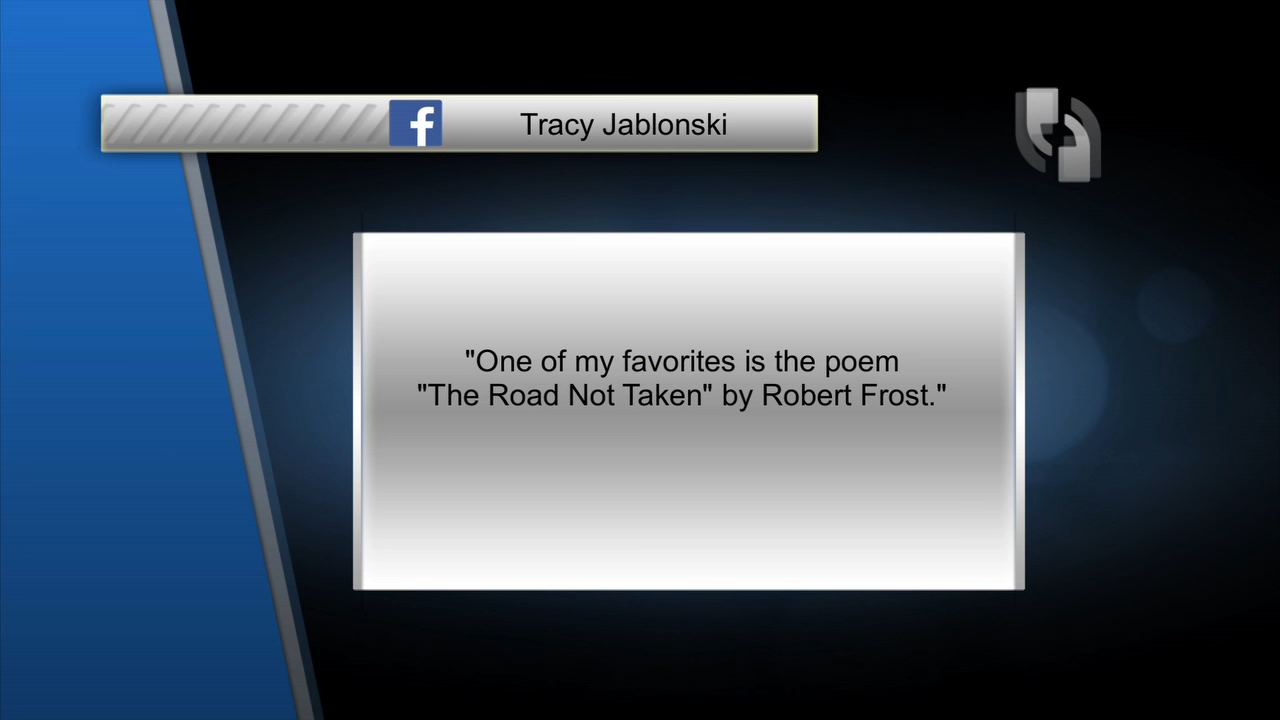 Tracy Jablonski
"One of my favorites is the poem
"The Road Not Taken" by Robert Frost."